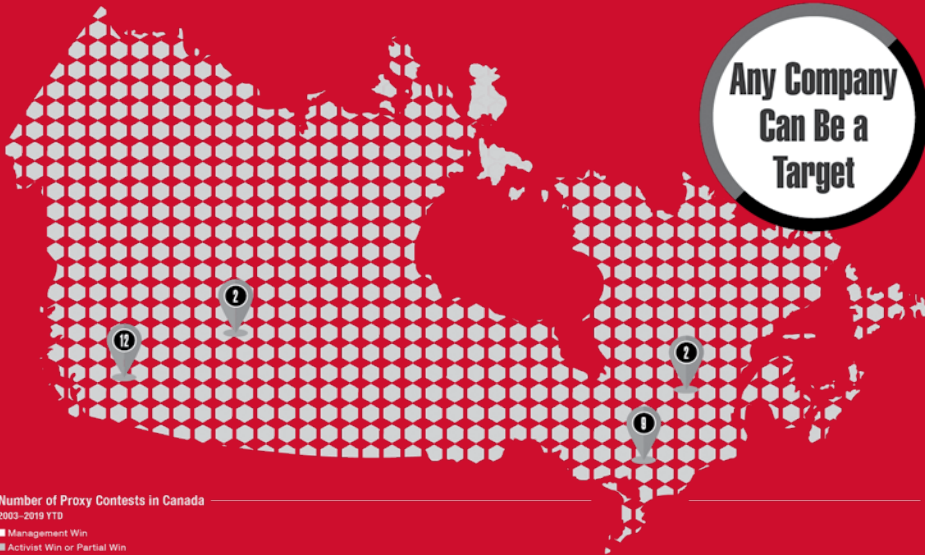 Any Company
Can Be a
Target
2
12
2
Number of Proxy Contests in Canada
2003–2019 YTD
Management Win
Activist Win or Partial Win